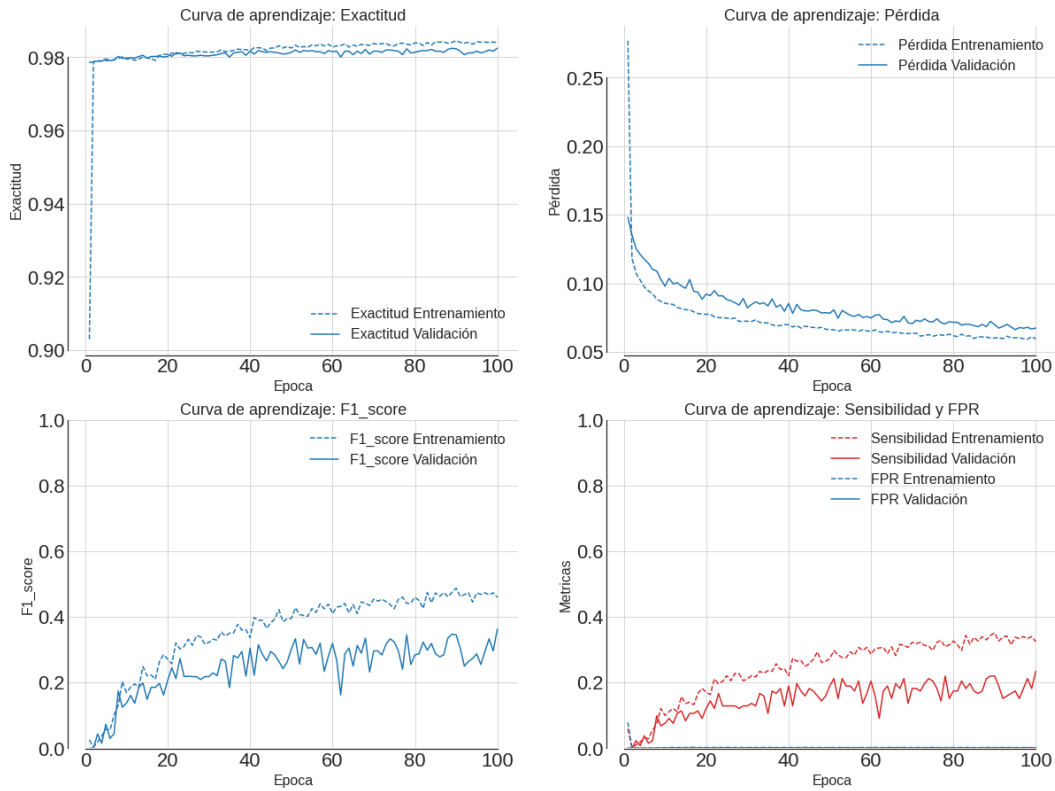 Curva de aprendizaje: Exactitud
0.98
0.96
0.94
0.92
0.90
Exactitud
Exactitud Entrenamiento
Exactitud Validación
0 20 40 60 80 100
Epoca
Curva de aprendizaje: Pérdida
0.25
0.20
0.15
0.10
0.05
Pérdida
Pérdida Entrenamiento
Pérdida Validación
0 20 40 60 80 100
Epoca
Curva de aprendizaje: F1_score
1.0
0.8
0.6
0.4
0.2
0.0
F1_score
F1_score Entrenamiento
F1_score Validación
0 20 40 60 80 100
Epoca
Curva de aprendizaje: Sensibilidad y FPR
1.0
0.8
0.6
0.4
0.2
0.0
Metricas
Sensibilidad Entrenamiento
Sensibilidad Validación
FPR Entrenamiento
FPR Validación
0 20 40 60 80 100
Epoca